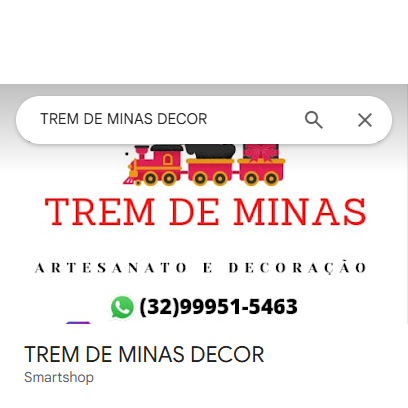 TREM DE MINAS DECOR
TREM DE MINAS
ARTESANATO E DECORAÇÃO
(32)99951-5463
TREM DE MINAS DECOR
Smartshop